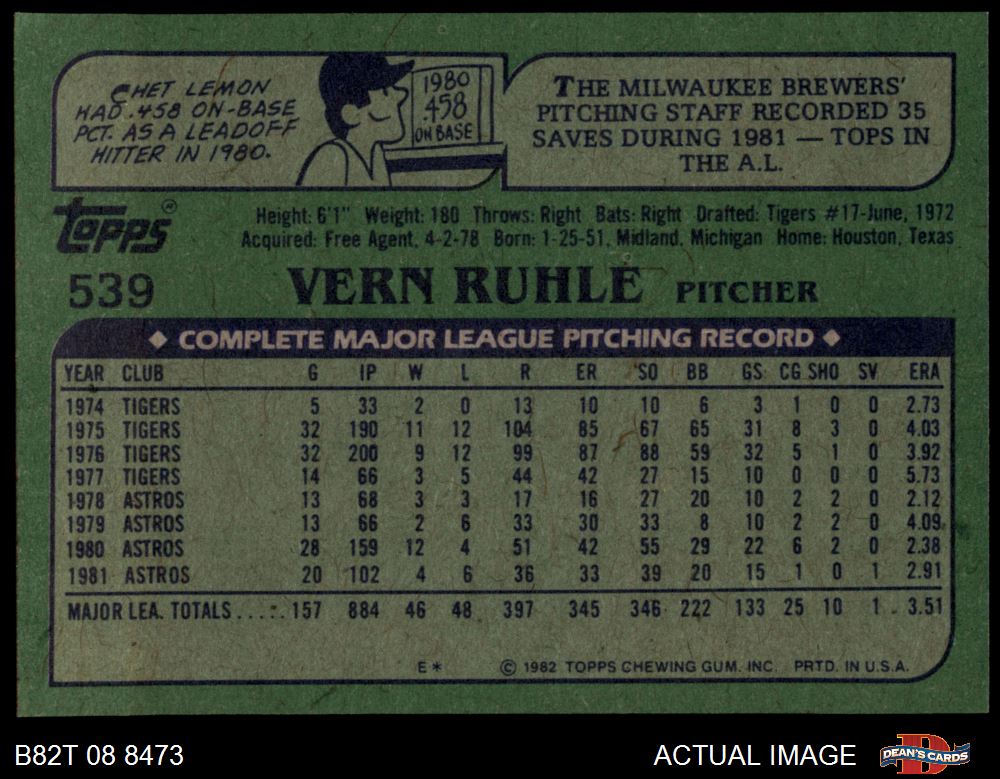 CHET LEMON
HAD .458 ON-BASE
PCT. AS A LEADOFF
HITTER IN 1980.
1980
.458
ON BASE
THE MILWAUKEE BREWERS'
PITCHING STAFF RECORDED 35
SAVES DURING 1981 — TOPS IN
THE A.L.
topps®
Height: 6'1" Weight: 180 Throws: Right Bats: Right Drafted: Tigers #17-June, 1972
Acquired: Free Agent, 4-2-78 Born: 1-25-51, Midland, Michigan Home: Houston, Texas
539 VERN RUHLE PITCHER
◆ COMPLETE MAJOR LEAGUE PITCHING RECORD ◆
YEAR CLUB G IP W L R ER SO BB GS CG SHO SV ERA
1974 TIGERS 5 33 2 0 13 10 10 6 3 1 0 0 2.73
1975 TIGERS 32 190 11 12 104 85 67 65 31 8 3 0 4.03
1976 TIGERS 32 200 9 12 99 87 88 59 32 5 1 0 3.92
1977 TIGERS 14 66 3 5 44 42 27 15 10 0 0 0 5.73
1978 ASTROS 13 68 3 3 17 16 27 20 10 2 2 0 2.12
1979 ASTROS 13 66 2 6 33 30 33 8 10 2 2 0 4.09
1980 ASTROS 28 159 12 4 51 42 55 29 22 6 2 0 2.38
1981 ASTROS 20 102 4 6 36 33 39 20 15 1 0 1 2.91
MAJOR LEA. TOTALS ..... 157 884 46 48 397 345 346 222 133 25 10 1 3.51
E* © 1982 TOPPS CHEWING GUM. INC. PRTD. IN U.S.A.
B82T 08 8473 ACTUAL IMAGE DEAN'S CARDS